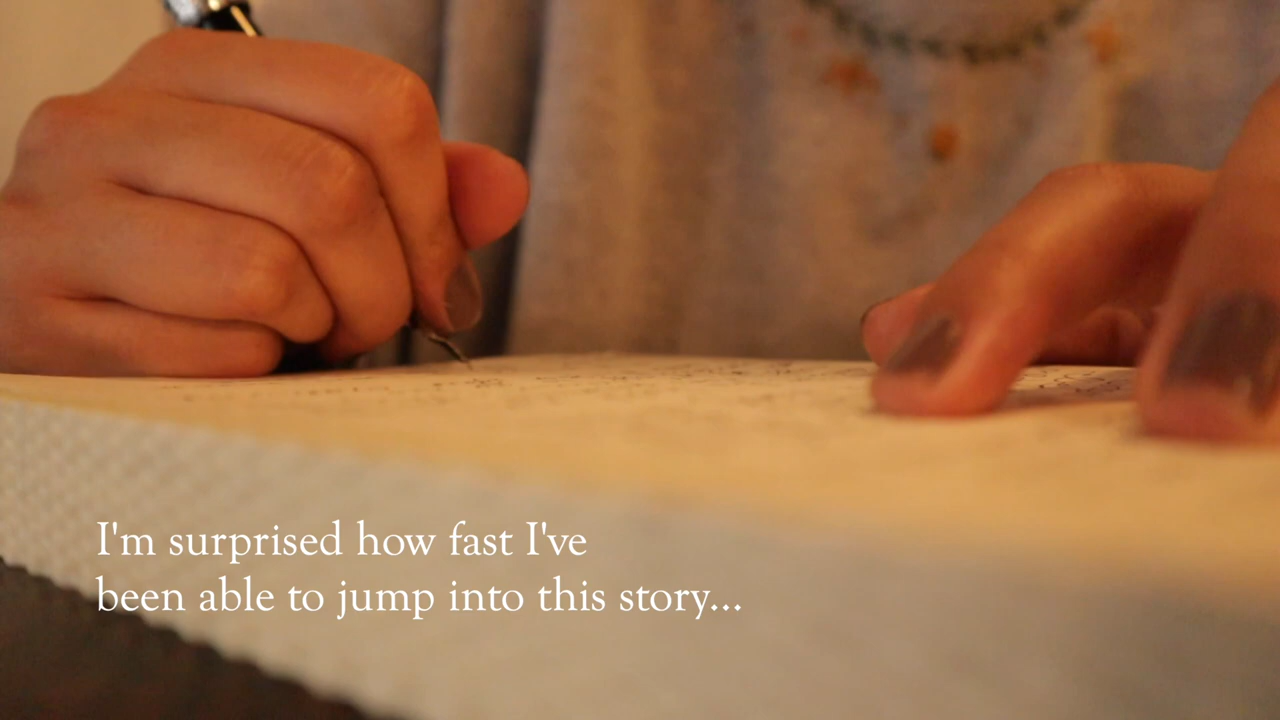 I'm surprised how fast I've
been able to jump into this story...